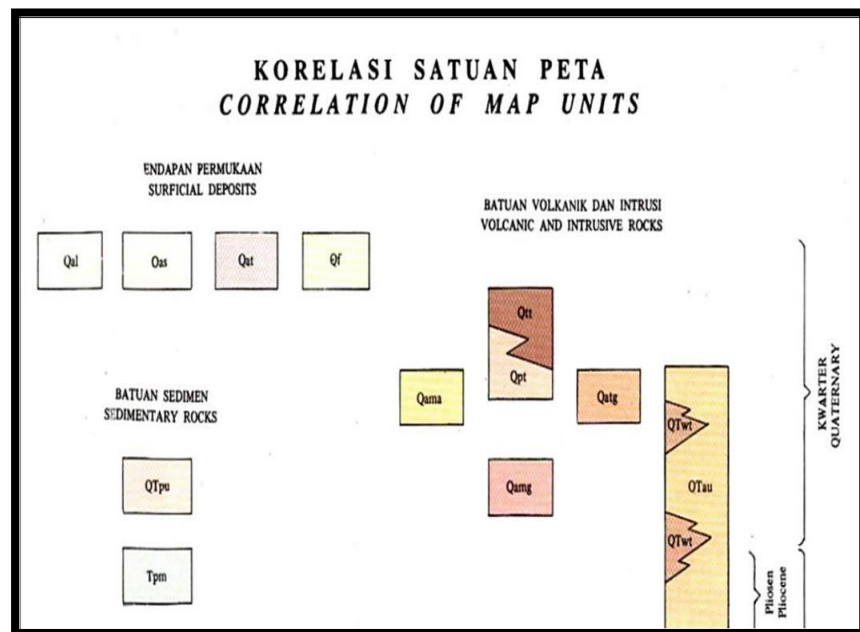 KORELASI SATUAN PETA
CORRELATION OF MAP UNITS
ENDAPAN PERMUKAAN
SURFICIAL DEPOSITS
BATUAN VOLKANIK DAN INTRUSI
VOLCANIC AND INTRUSIVE ROCKS
Qal
Qas
Qat
Qf
Qtt
Qpt
Qama
Qatg
BATUAN SEDIMEN
SEDIMENTARY ROCKS
QTwt
KWARTER
QUATERNARY
QTpu
Qamg
QTau
QTwt
Tpm
Pliosen
Pliocene